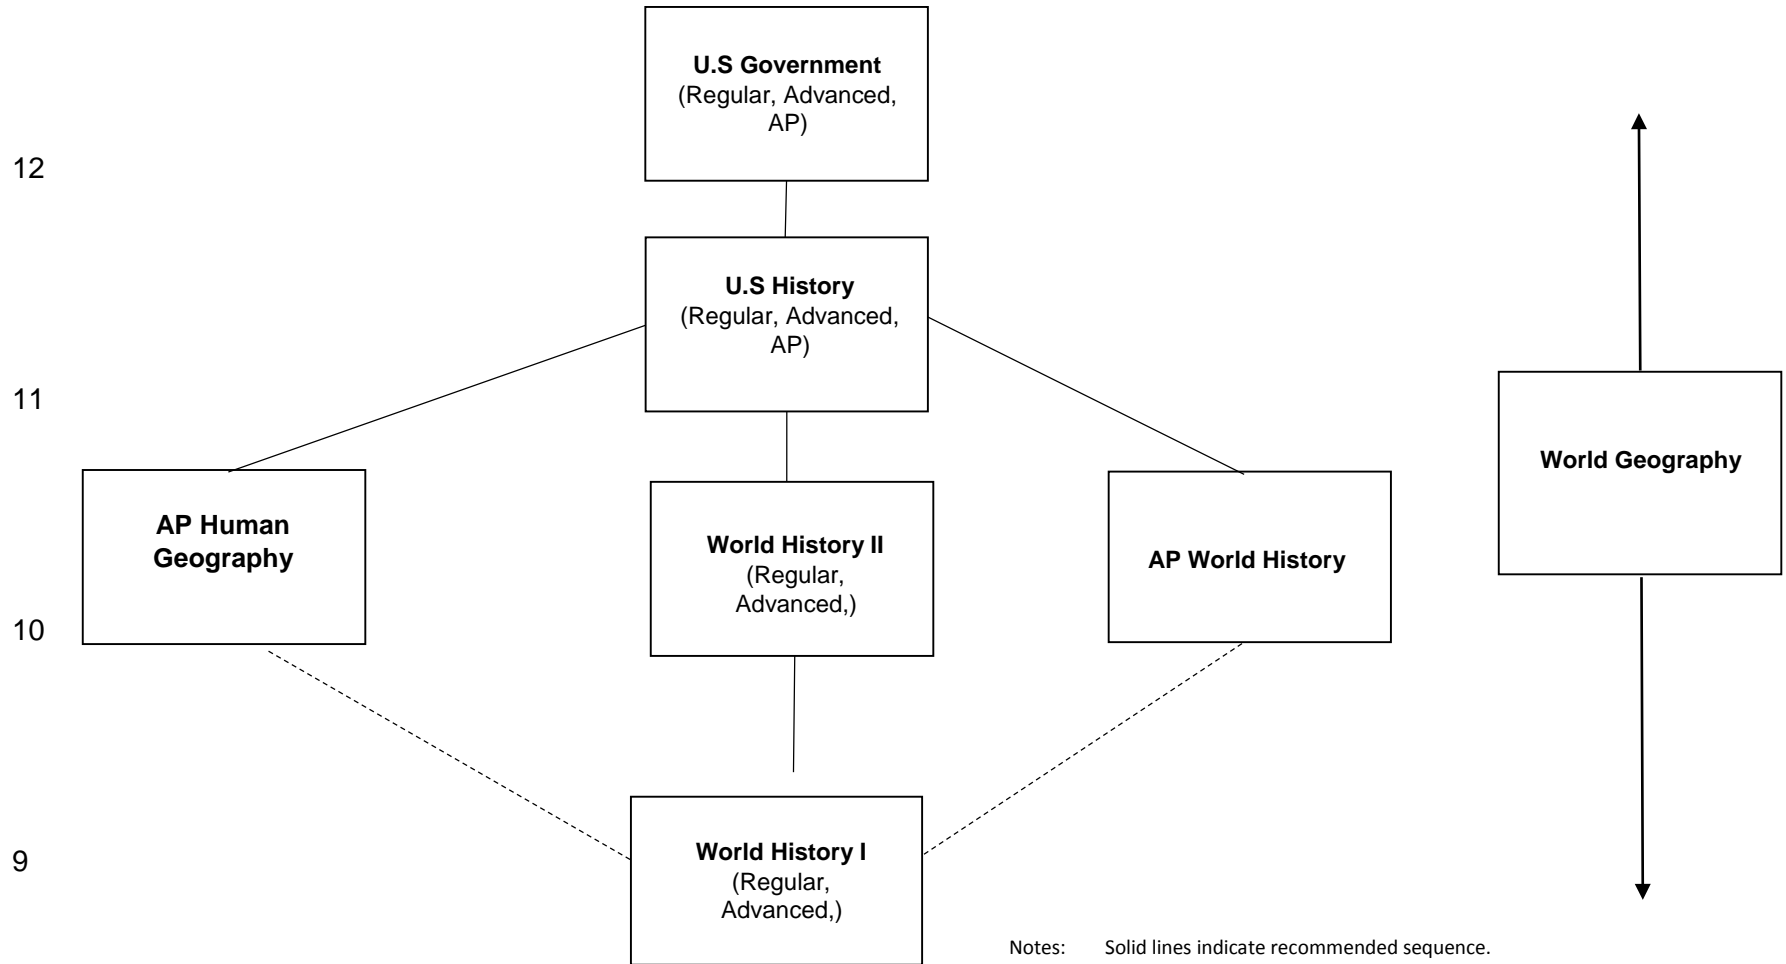 U.S Government
(Regular, Advanced,
AP)
12
U.S History
(Regular, Advanced,
AP)
11
World Geography
AP Human
Geography
World History II
(Regular,
Advanced,)
AP World History
10
9
World History I
(Regular,
Advanced,)
Notes: Solid lines indicate recommended sequence.